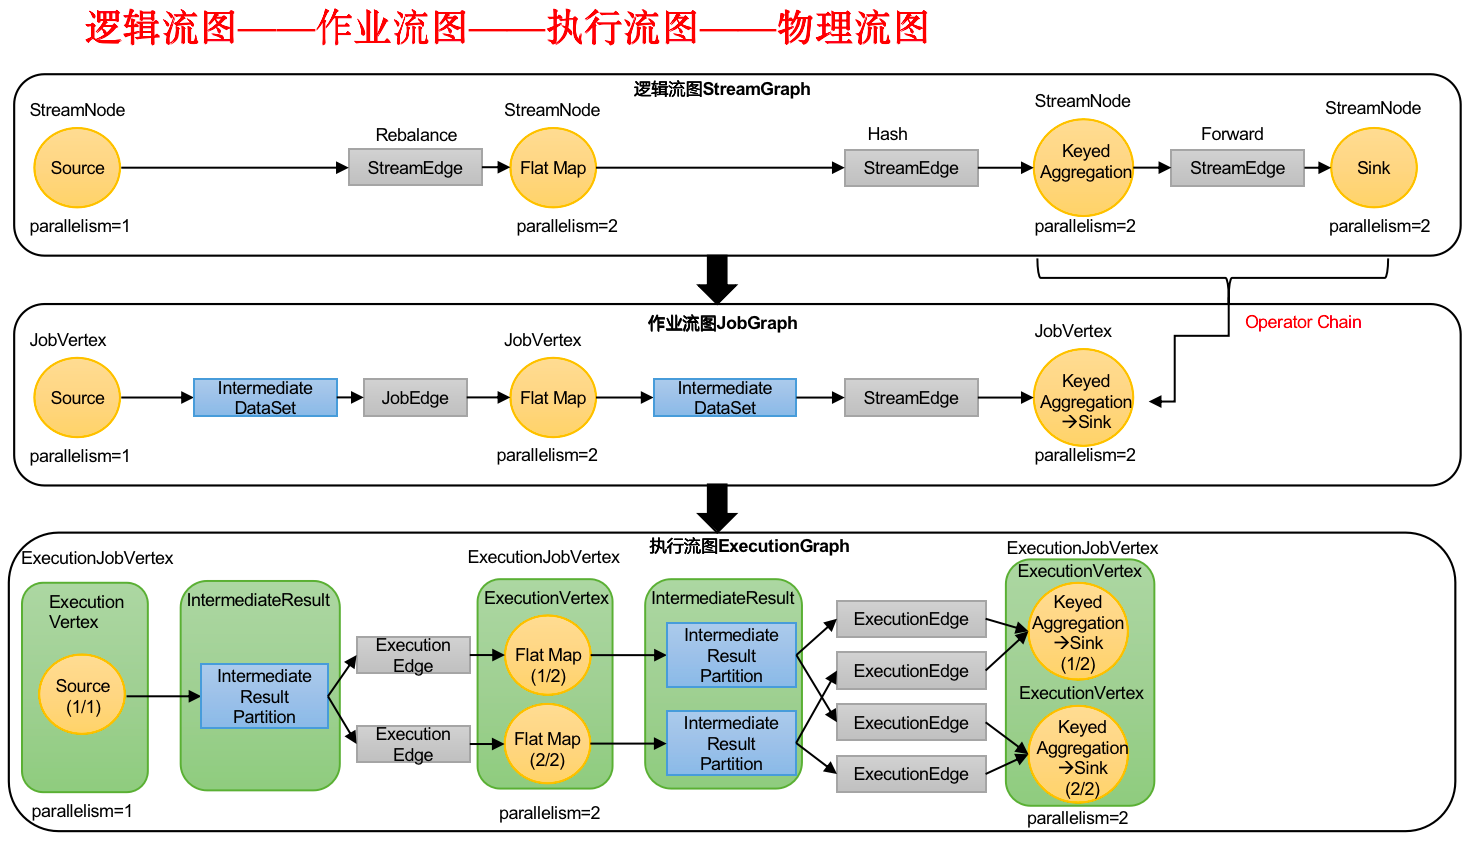 逻辑流图——作业流图——执行流图——物理流图
逻辑流图StreamGraph
StreamNode
StreamNode
StreamNode
StreamNode
Rebalance
Hash
Forward
Source
StreamEdge
Flat Map
StreamEdge
Keyed
Aggregation
StreamEdge
Sink
parallelism=1
parallelism=2
parallelism=2
parallelism=2
作业流图JobGraph
Operator Chain
JobVertex
JobVertex
JobVertex
Source
Intermediate
DataSet
JobEdge
Flat Map
Intermediate
DataSet
StreamEdge
Keyed
Aggregation
→Sink
parallelism=1
parallelism=2
parallelism=2
执行流图ExecutionGraph
ExecutionJobVertex
ExecutionJobVertex
ExecutionJobVertex
Execution
Vertex
Source
(1/1)
IntermediateResult
Intermediate
Result
Partition
Execution
Edge
Execution
Edge
ExecutionVertex
Flat Map
(1/2)
Flat Map
(2/2)
IntermediateResult
Intermediate
Result
Partition
Intermediate
Result
Partition
ExecutionEdge
ExecutionEdge
ExecutionEdge
ExecutionEdge
ExecutionVertex
Keyed
Aggregation
→Sink
(1/2)
ExecutionVertex
Keyed
Aggregation
→Sink
(2/2)
parallelism=1
parallelism=2
parallelism=2